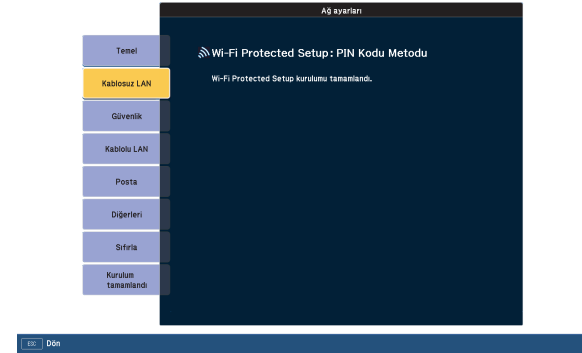 Ağ ayarları
Temel
Kablosuz LAN
Güvenlik
Kablolu LAN
Posta
Diğerleri
Sıfırla
Kurulum
tamamlandı
Wi-Fi Protected Setup: PIN Kodu Metodu
Wi-Fi Protected Setup kurulumu tamamlandı.
ESC Dön